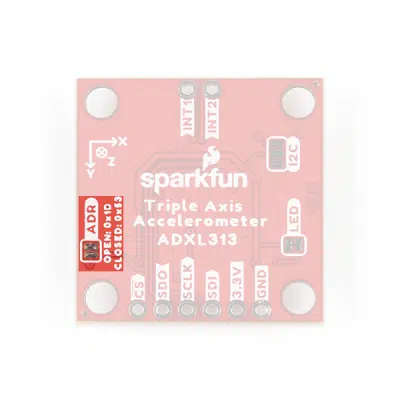 INT1
INT2
X
Y
Z
I2C
sparkfun
Triple Axis
Accelerometer
ADXL313
ADR
OPEN: 0x1D
CLOSED: 0x53
LED
CS
SDO
SCLK
SDI
3.3V
GND